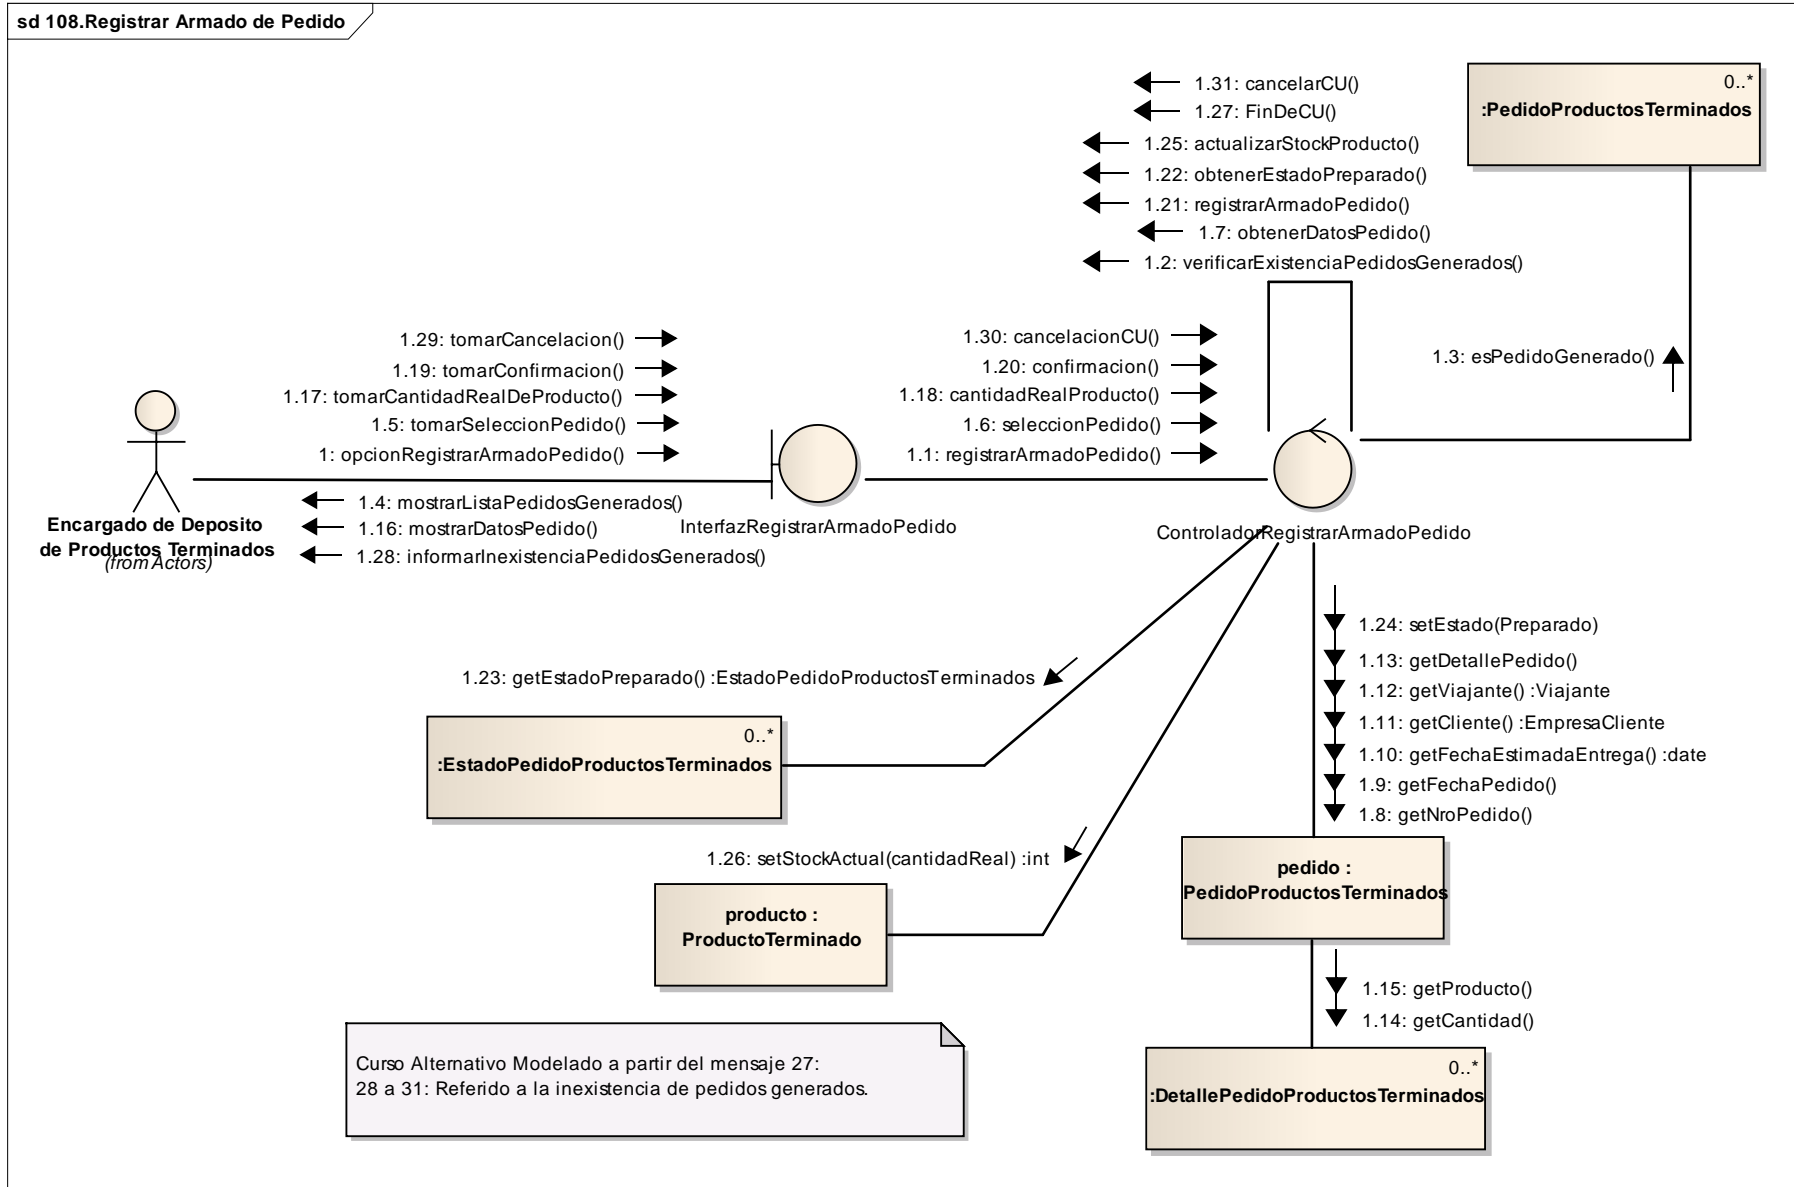 sd 108.Registrar Armado de Pedido
1.31: cancelarCU()
1.27: FinDeCU()
1.25: actualizarStockProducto()
1.22: obtenerEstadoPreparado()
1.21: registrarArmadoPedido()
1.7: obtenerDatosPedido()
1.2: verificarExistenciaPedidosGenerados()
0..*
:PedidoProductosTerminados
1.3: esPedidoGenerado()
1.29: tomarCancelacion()
1.19: tomarConfirmacion()
1.17: tomarCantidadRealDeProducto()
1.5: tomarSeleccionPedido()
1: opcionRegistrarArmadoPedido()
1.30: cancelacionCU()
1.20: confirmacion()
1.18: cantidadRealProducto()
1.6: seleccionPedido()
1.1: registrarArmadoPedido()
1.4: mostrarListaPedidosGenerados()
1.16: mostrarDatosPedido()
1.28: informarInexistenciaPedidosGenerados()
Encargado de Deposito
de Productos Terminados
(from Actors)
InterfazRegistrarArmadoPedido
ControladorRegistrarArmadoPedido
1.24: setEstado(Preparado)
1.13: getDetallePedido()
1.12: getViajante() :Viajante
1.11: getCliente() :EmpresaCliente
1.10: getFechaEstimadaEntrega() :date
1.9: getFechaPedido()
1.8: getNroPedido()
1.23: getEstadoPreparado() :EstadoPedidoProductosTerminados
0..*
:EstadoPedidoProductosTerminados
1.26: setStockActual(cantidadReal) :int
producto :
ProductoTerminado
pedido :
PedidoProductosTerminados
1.15: getProducto()
1.14: getCantidad()
0..*
:DetallePedidoProductosTerminados
Curso Alternativo Modelado a partir del mensaje 27:
28 a 31: Referido a la inexistencia de pedidos generados.